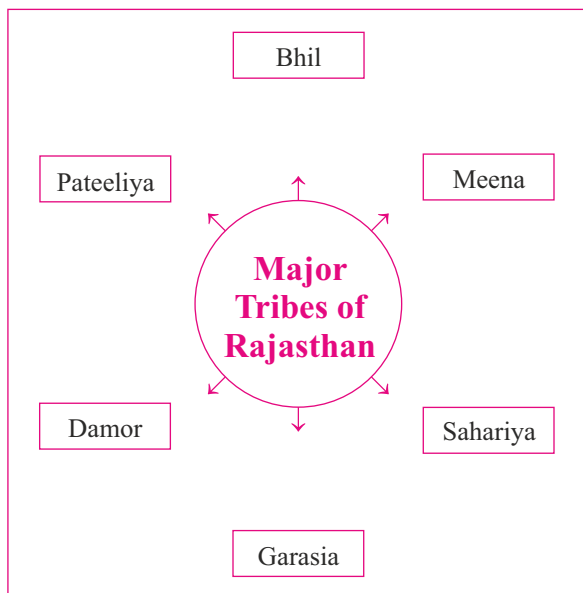 Bhil
Pateeliya
Meena
Major
Tribes of
Rajasthan
Damor
Sahariya
Garasia